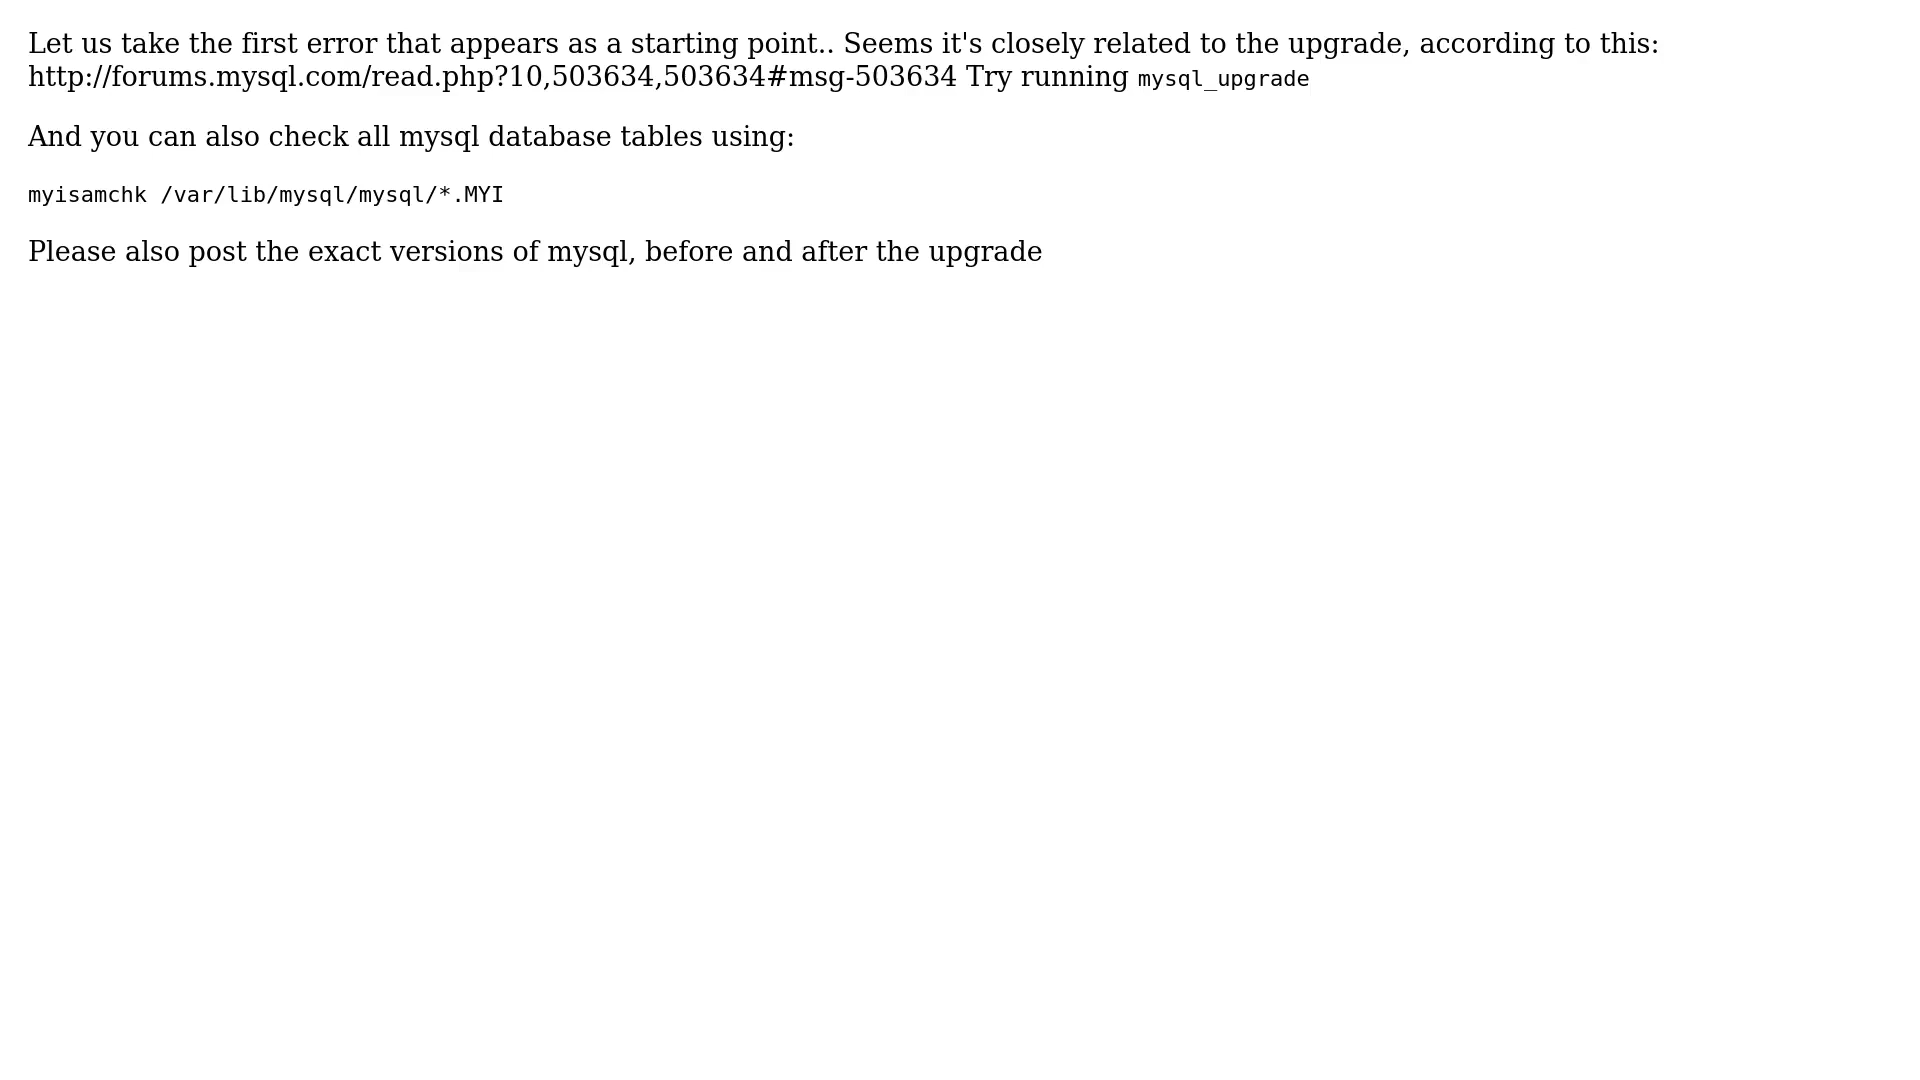 Let us take the first error that appears as a starting point.. Seems it's closely related to the upgrade, according to this:
http://forums.mysql.com/read.php?10,503634,503634#msg-503634 Try running mysql_upgrade
And you can also check all mysql database tables using:
myisamchk /var/lib/mysql/mysql/*.MYI
Please also post the exact versions of mysql, before and after the upgrade